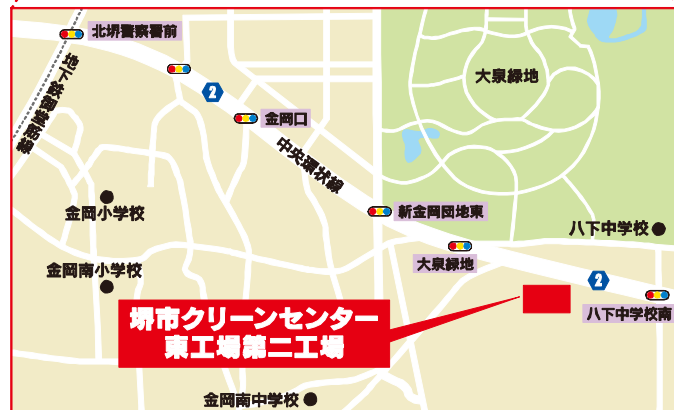 北堺警察署前
地下鉄御堂筋線
2
金岡口
大泉緑地
中央環状線
金岡小学校
新金岡団地東
八下中学校
大泉緑地
金岡南小学校
2
八下中学校南
堺市クリーンセンター
東工場第二工場
金岡南中学校